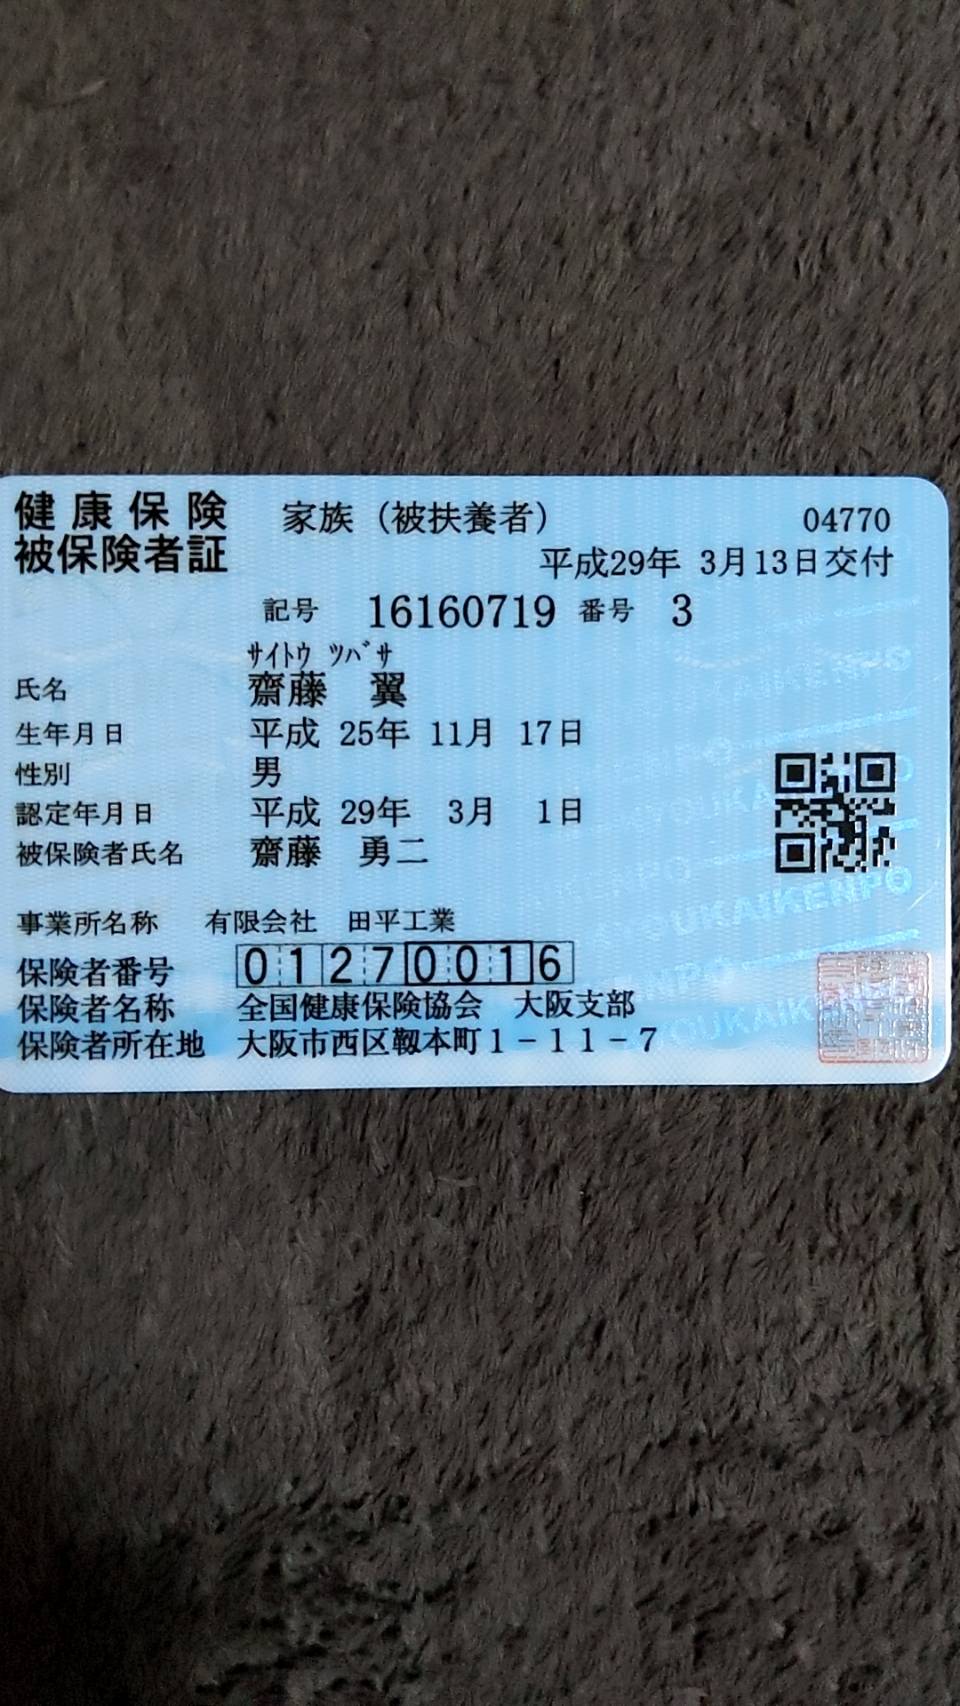 健康保険 家族（被扶養者） 04770
被保険者証 平成29年 3月13日交付
記号 16160719 番号 3
ｻｲﾄｳ ﾂﾊﾞｻ
氏名 齋藤 翼
生年月日 平成 25年 11月 17日
性別 男
認定年月日 平成 29年 3月 1日
被保険者氏名 齋藤 勇二
事業所名称 有限会社 田平工業
保険者番号 01270016
保険者名称 全国健康保険協会 大阪支部
保険者所在地 大阪市西区靱本町１－１１－７
KYOUKAIKENPO